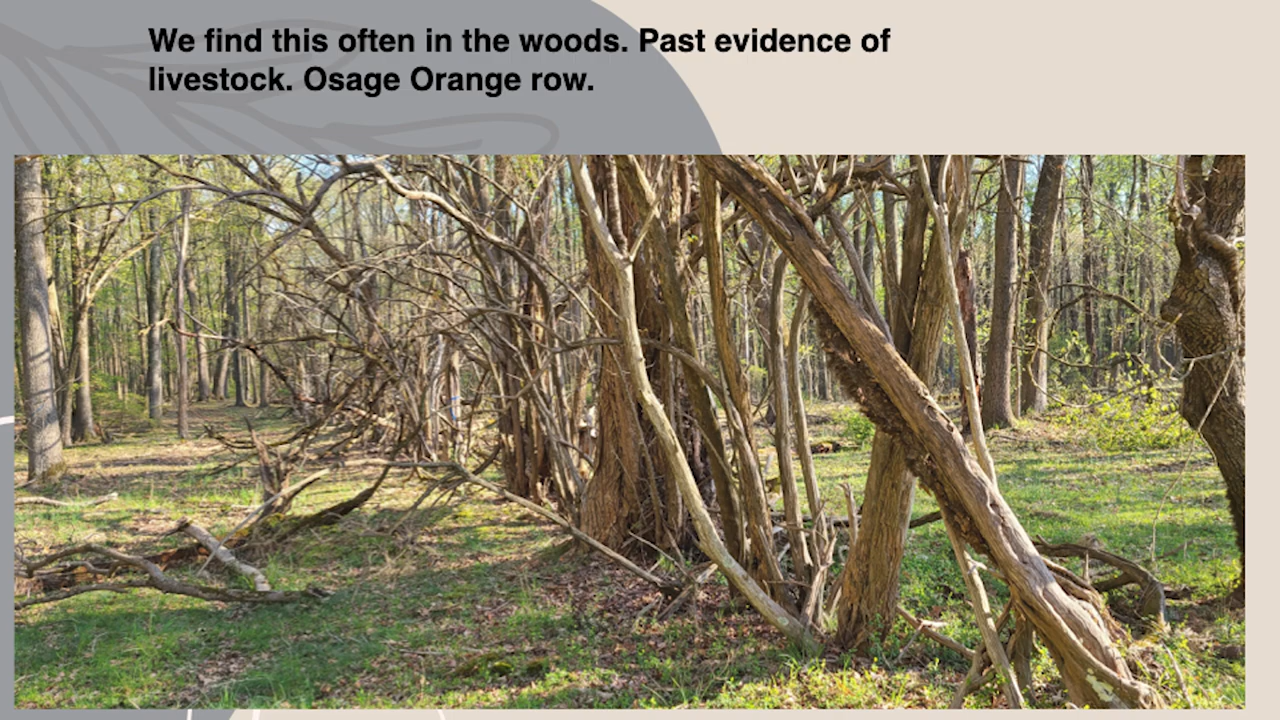 We find this often in the woods. Past evidence of
livestock. Osage Orange row.